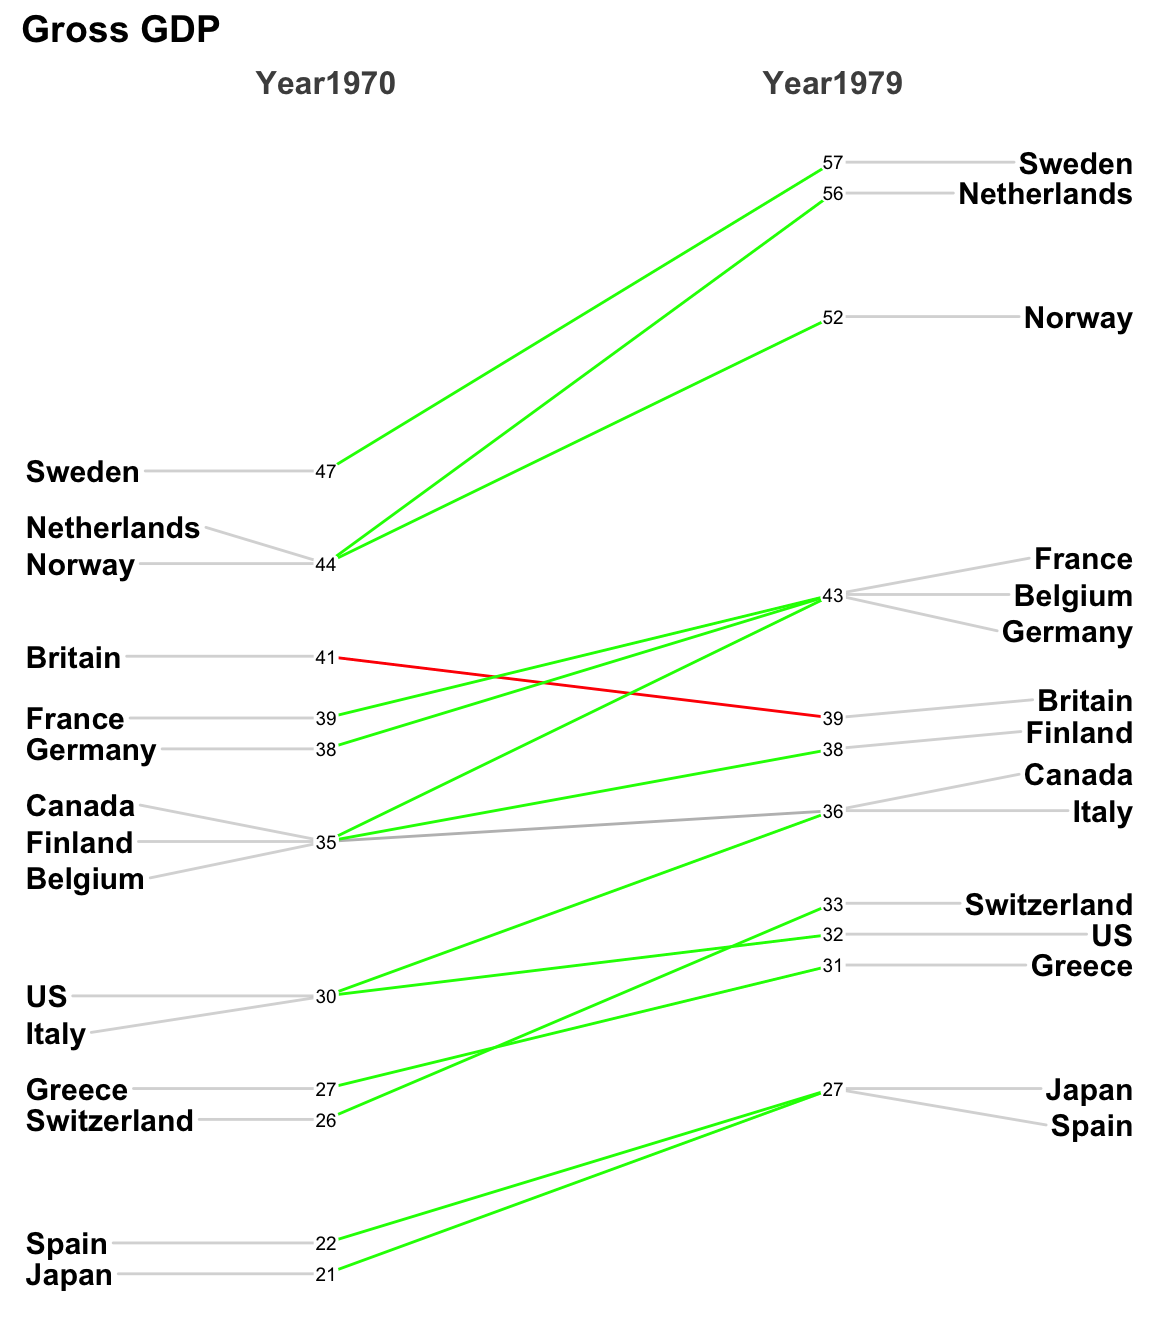 Gross GDP
Year1970 Year1979
57 Sweden
56 Netherlands
52 Norway
Sweden 47
Netherlands
Norway 44
France
43 Belgium
Germany
Britain 41
Britain
France 39 39
Finland
Germany 38 38
Canada
Canada
36 Italy
Finland 35
Belgium
33 Switzerland
32 US
31 Greece
US 30
Italy
Greece 27 27 Japan
Switzerland 26 Spain
Spain 22
Japan 21